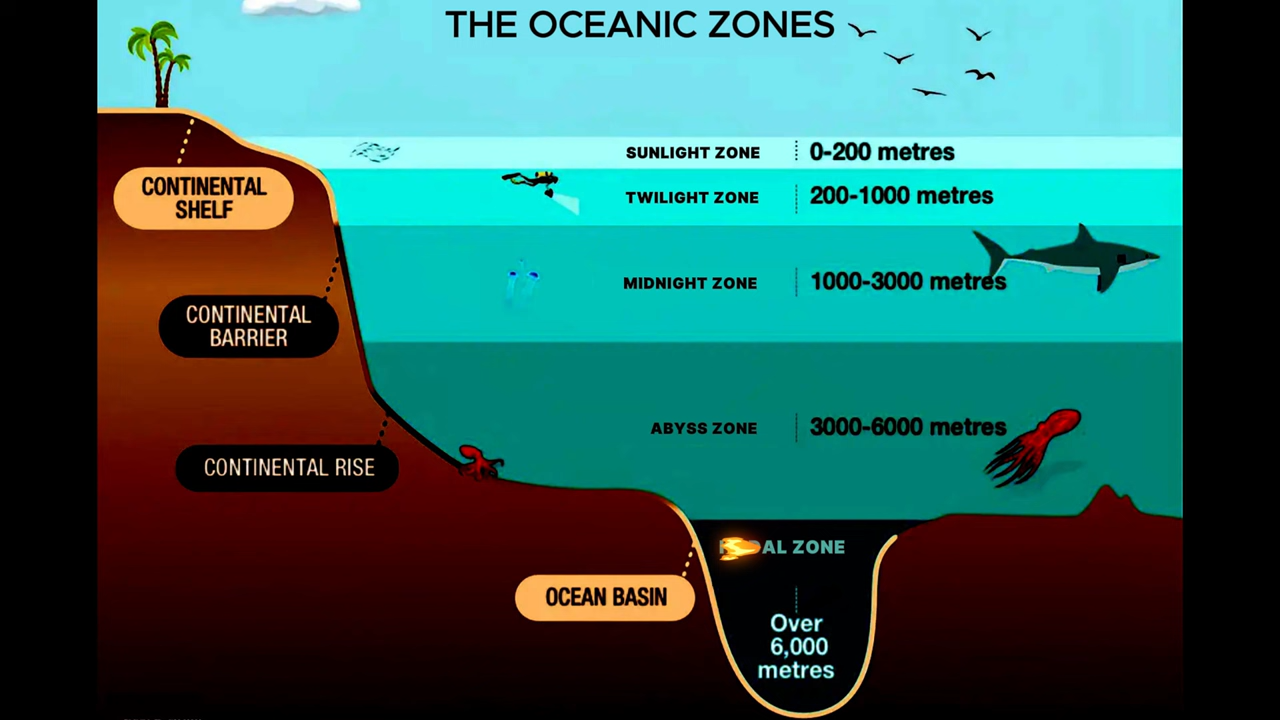 THE OCEANIC ZONES
SUNLIGHT ZONE 0-200 metres
CONTINENTAL
SHELF
TWILIGHT ZONE 200-1000 metres
MIDNIGHT ZONE 1000-3000 metres
CONTINENTAL
BARRIER
ABYSS ZONE 3000-6000 metres
CONTINENTAL RISE
ZONE
OCEAN BASIN
Over
6,000
metres